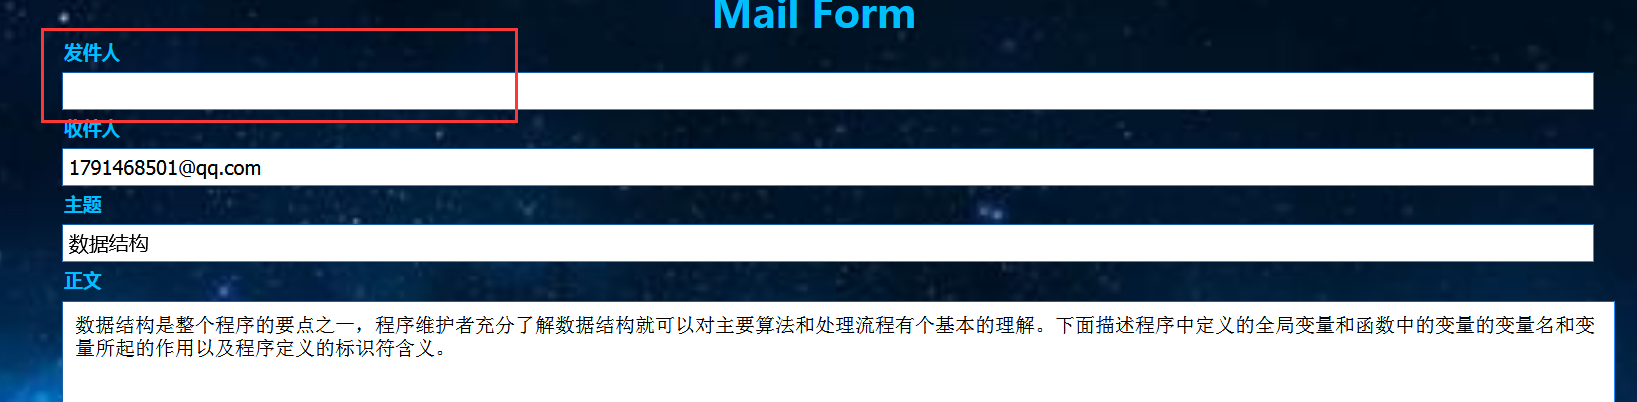 Mail Form
发件人
收件人
1791468501@qq.com
主题
数据结构
正文
数据结构是整个程序的要点之一，程序维护者充分了解数据结构就可以对主要算法和处理流程有个基本的理解。下面描述程序中定义的全局变量和函数中的变量的变量名和变
量所起的作用以及程序定义的标识符含义。